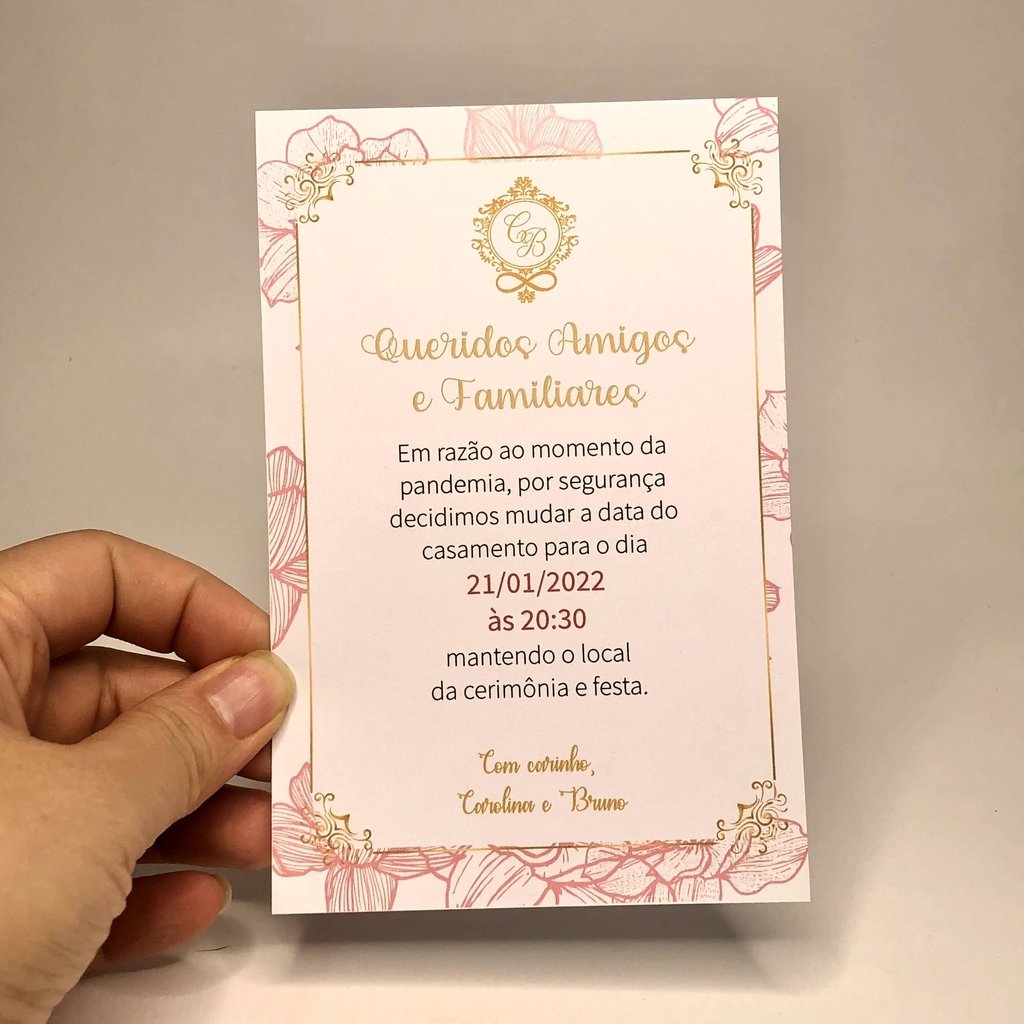 CB
Queridos Amigos
e Familiares
Em razão ao momento da
pandemia, por segurança
decidimos mudar a data do
casamento para o dia
21/01/2022
às 20:30
mantendo o local
da cerimônia e festa.
Com carinho,
Carolina e Bruno